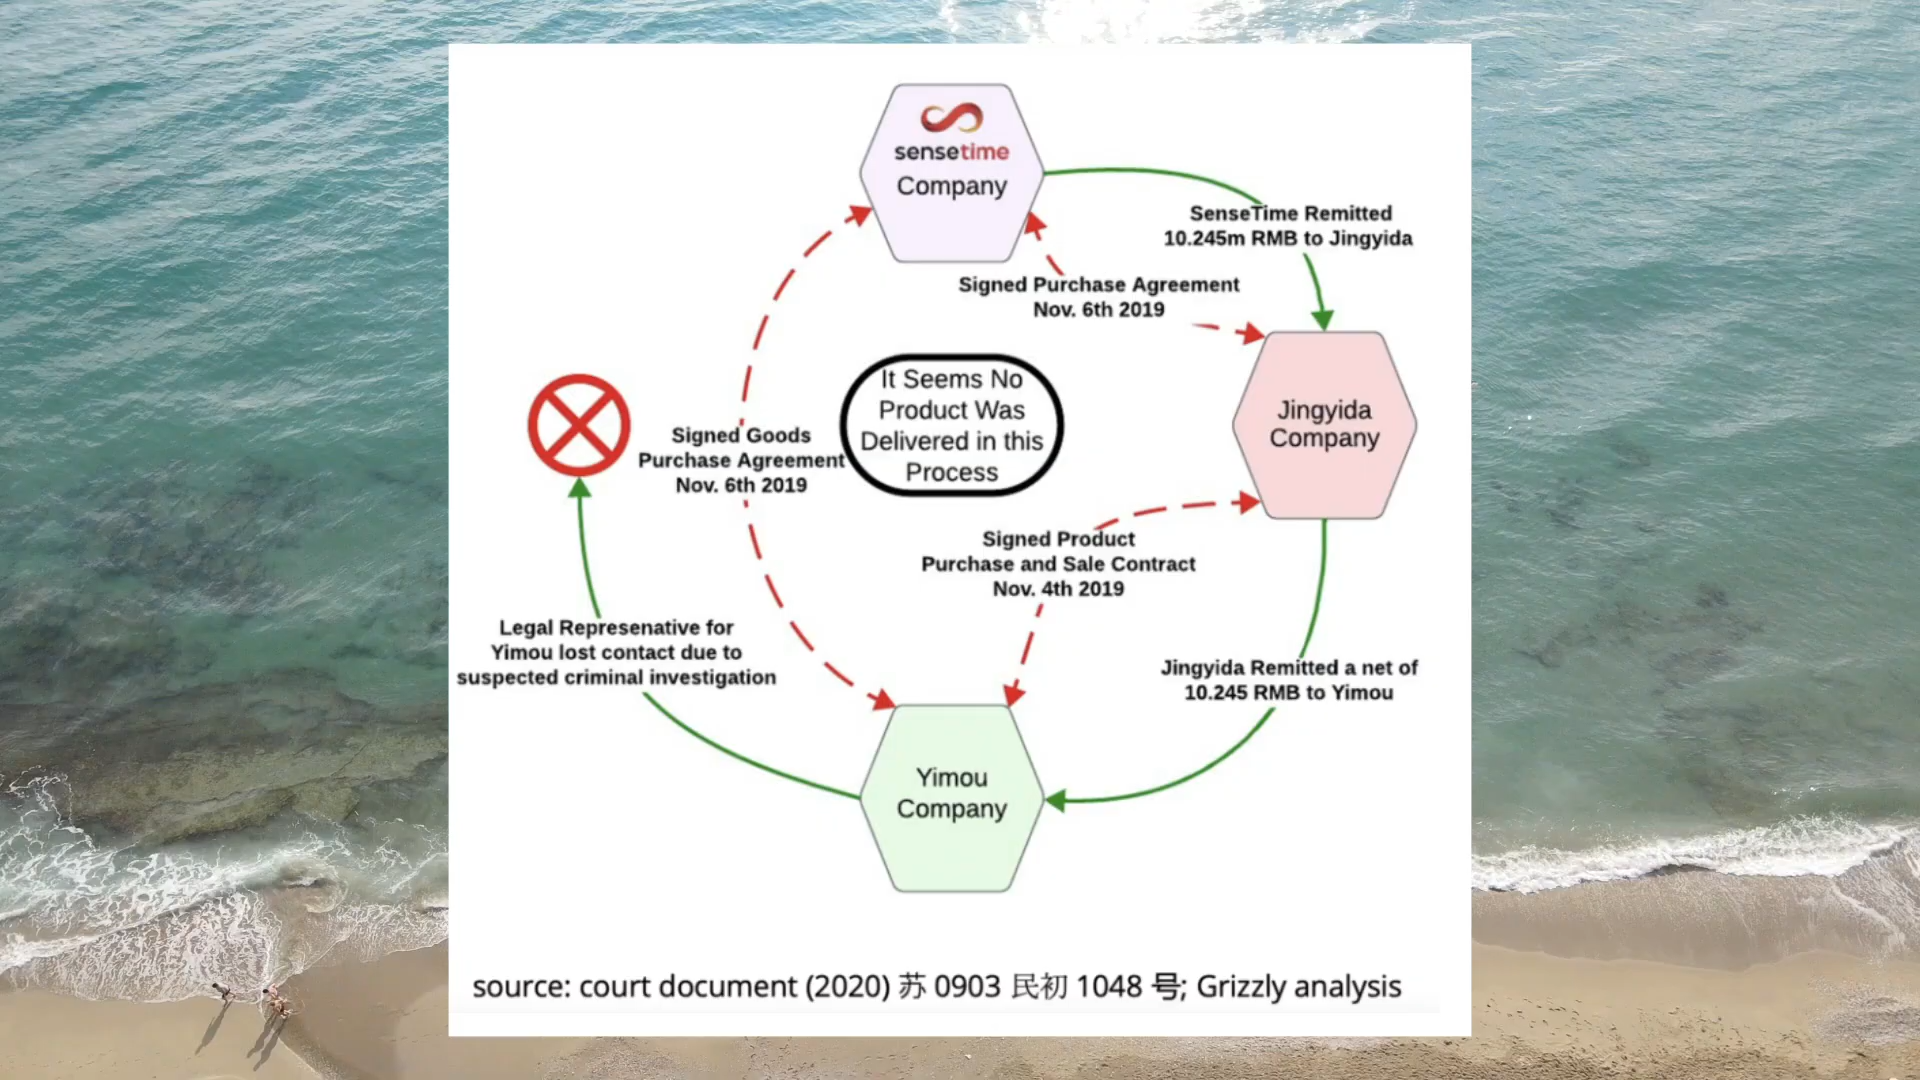 sensetime
Company
SenseTime Remitted
10.245m RMB to Jingyida
Signed Purchase Agreement
Nov. 6th 2019
Jingyida
Company
It Seems No
Product Was
Delivered in this
Process
Signed Goods
Purchase Agreement
Nov. 6th 2019
Signed Product
Purchase and Sale Contract
Nov. 4th 2019
Legal Represenative for
Yimou lost contact due to
suspected criminal investigation
Jingyida Remitted a net of
10.245 RMB to Yimou
Yimou
Company
source: court document (2020) 苏 0903 民初 1048 号; Grizzly analysis